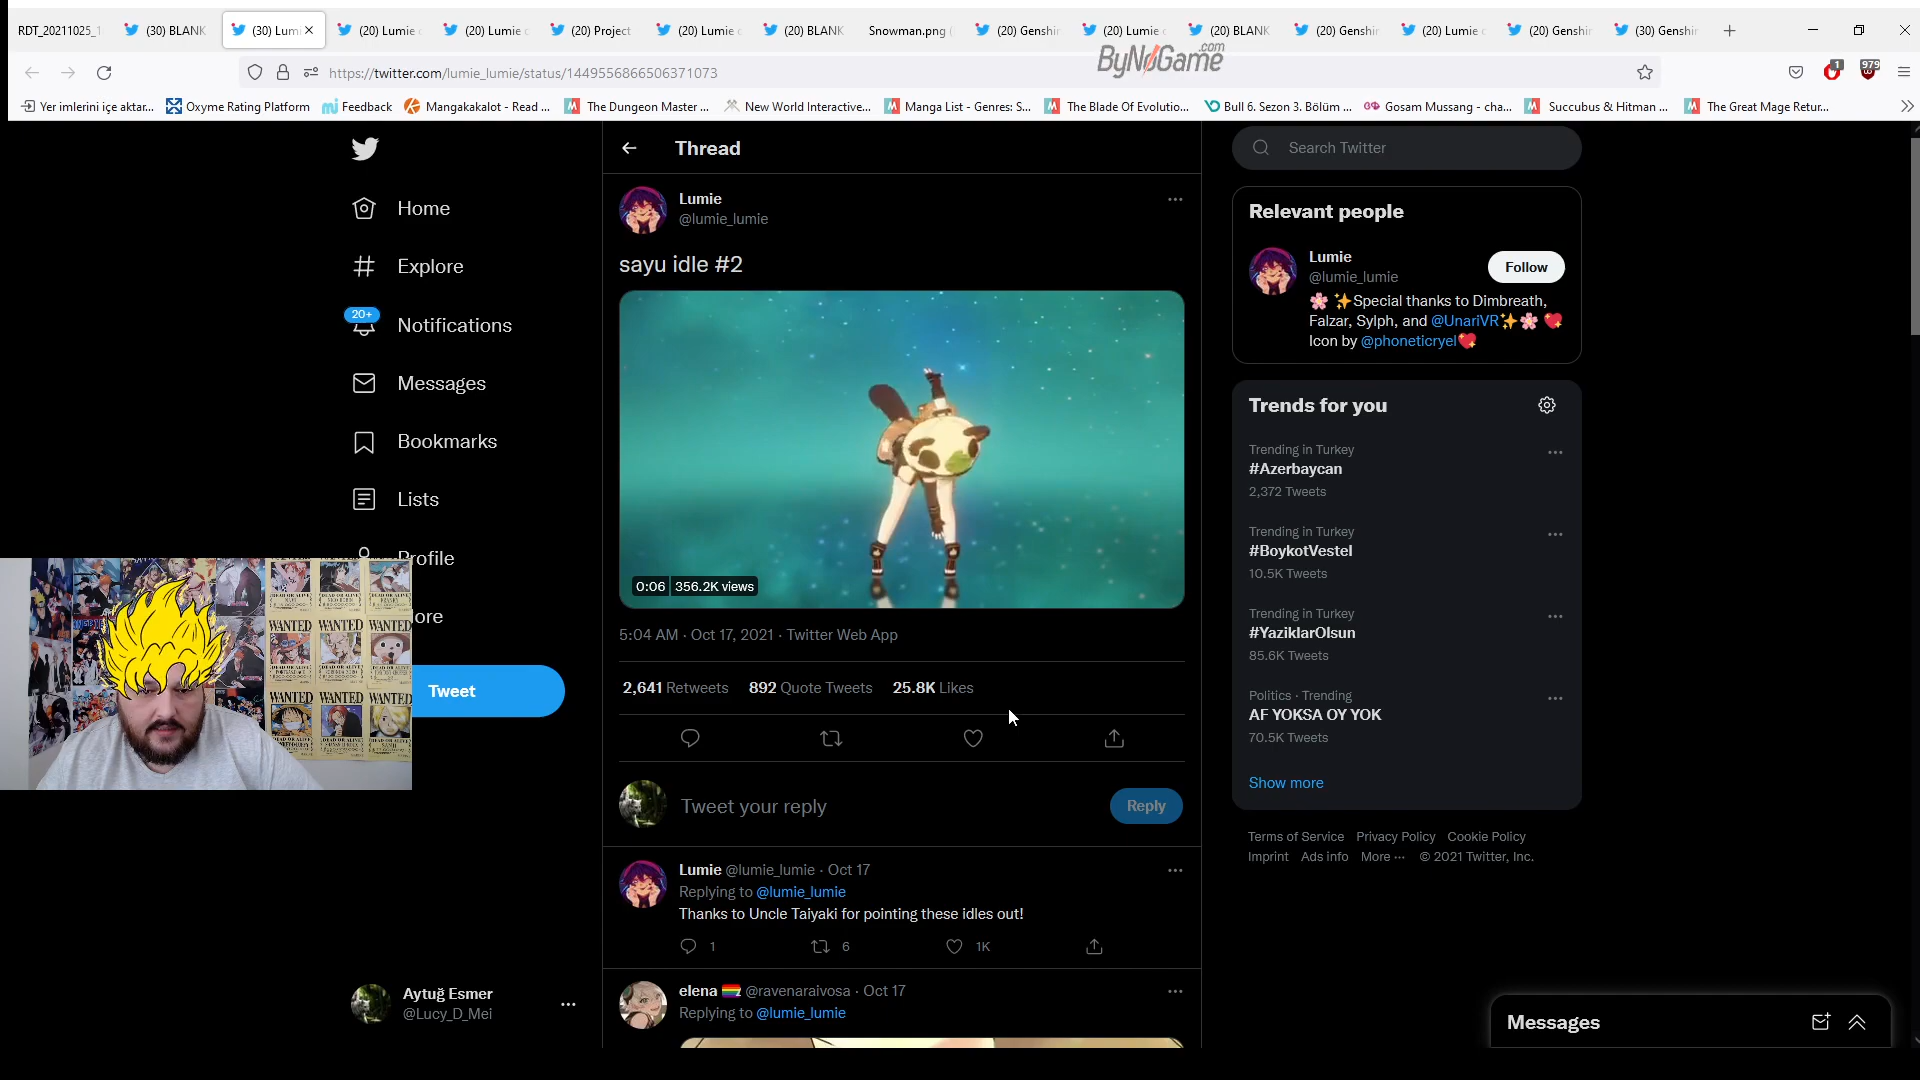 RDT_20211025_1
(30) BLANK
(30) Lumi
(20) Lumie
(20) Lumie
(20) Project
(20) Lumie
(20) BLANK
Snowman.png
(20) Genshin
(20) Lumie
(20) BLANK
(20) Genshin
(20) Lumie
(20) Genshin
(30) Genshin
ByNoGame.com
https://twitter.com/lumie_lumie/status/1449556866506371073
1
979
Yer imlerini içe aktar...
Oxyme Rating Platform
Feedback
Mangakakalot - Read ...
The Dungeon Master ...
New World Interactive...
Manga List - Genres: S...
The Blade Of Evolutio...
Bull 6. Sezon 3. Bölüm ...
Gosam Mussang - cha...
Succubus & Hitman ...
The Great Mage Retur...
Home
Explore
20+
Notifications
Messages
Bookmarks
Lists
Profile
ore
Tweet
Aytuğ Esmer
@Lucy_D_Mei
Thread
Lumie
@lumie_lumie
sayu idle #2
0:06 356.2K views
5:04 AM · Oct 17, 2021 · Twitter Web App
2,641 Retweets 892 Quote Tweets 25.8K Likes
Tweet your reply
Reply
Lumie @lumie_lumie · Oct 17
Replying to @lumie_lumie
Thanks to Uncle Taiyaki for pointing these idles out!
1 6 1K
elena @ravenaraivosa · Oct 17
Replying to @lumie_lumie
Search Twitter
Relevant people
Lumie
@lumie_lumie
Follow
🌸 ✨Special thanks to Dimbreath,
Falzar, Sylph, and @UnariVR✨🌸 💖
Icon by @phoneticryel💖
Trends for you
Trending in Turkey
#Azerbaycan
2,372 Tweets
Trending in Turkey
#BoykotVestel
10.5K Tweets
Trending in Turkey
#YaziklarOlsun
85.6K Tweets
Politics · Trending
AF YOKSA OY YOK
70.5K Tweets
Show more
Terms of Service Privacy Policy Cookie Policy
Imprint Ads info More ··· © 2021 Twitter, Inc.
Messages
WANTED WANTED WANTED
WANTED WANTED WANTED